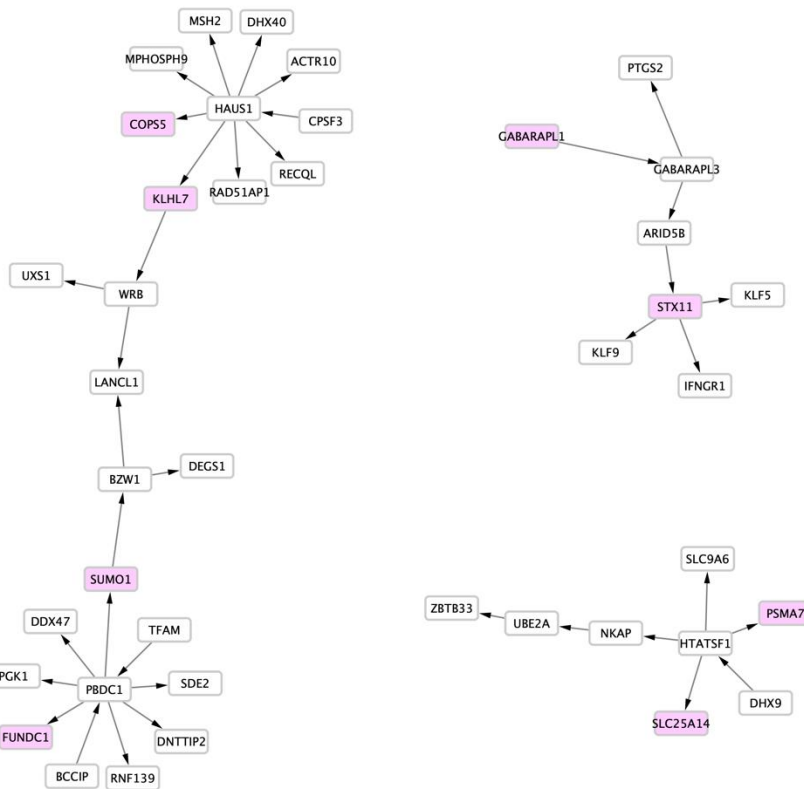 MSH2
DHX40
MPHOSPH9
ACTR10
HAUS1
COPS5
CPSF3
RECQL
RAD51AP1
KLHL7
UXS1
WRB
LANCL1
BZW1
DEGS1
SUMO1
DDX47
TFAM
PGK1
PBDC1
SDE2
FUNDC1
DNTTIP2
BCCIP
RNF139
PTGS2
GABARAPL1
GABARAPL3
ARID5B
STX11
KLF5
KLF9
IFNGR1
SLC9A6
ZBTB33
UBE2A
NKAP
HTATSF1
PSMA7
DHX9
SLC25A14